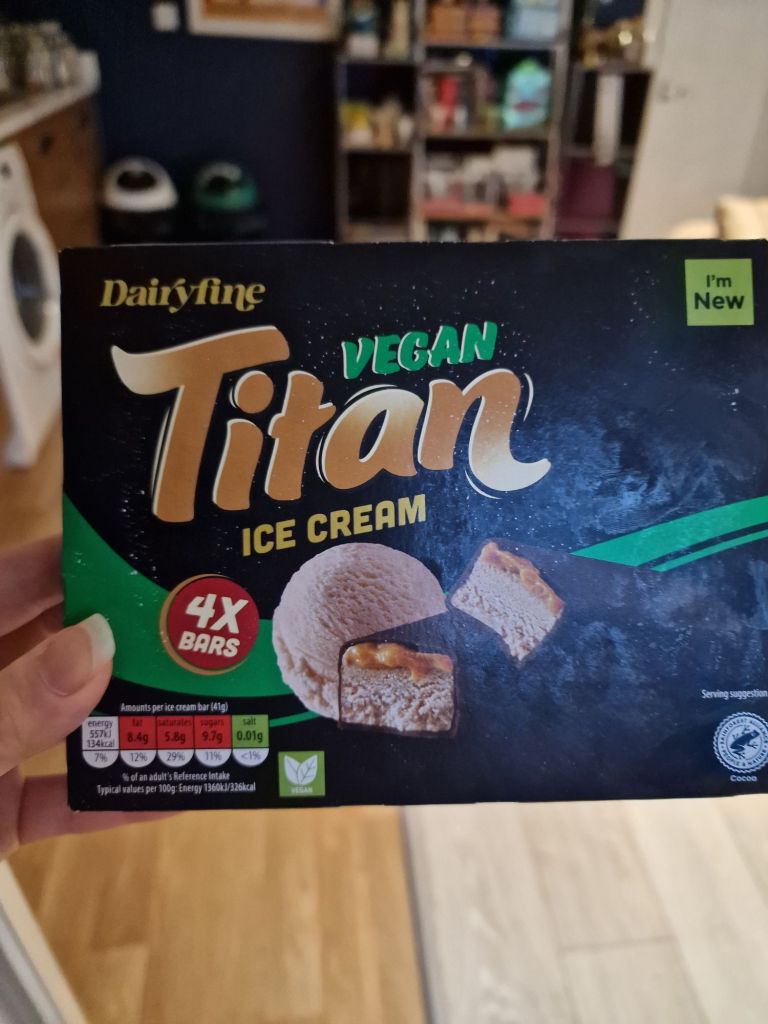 Dairyfine
I'm
New
VEGAN
Titan
ICE CREAM
4X
BARS
Serving suggestion
Amounts per ice cream bar (41g)
energy fat saturates sugars salt
557kJ 8.4g 5.8g 9.7g 0.01g
134kcal
7% 12% 29% 11% <1%
% of an adult's Reference Intake
Typical values per 100g: Energy 1360kJ/326kcal
VEGAN
RAINFOREST
Cocoa